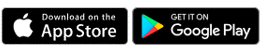 Download on the
App Store
GET IT ON
Google Play